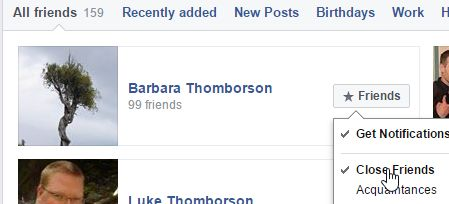 All friends 159 Recently added New Posts Birthdays Work
Barbara Thomborson
99 friends
Friends
Get Notifications
Close Friends
Acquaintances
Luke Thomborson